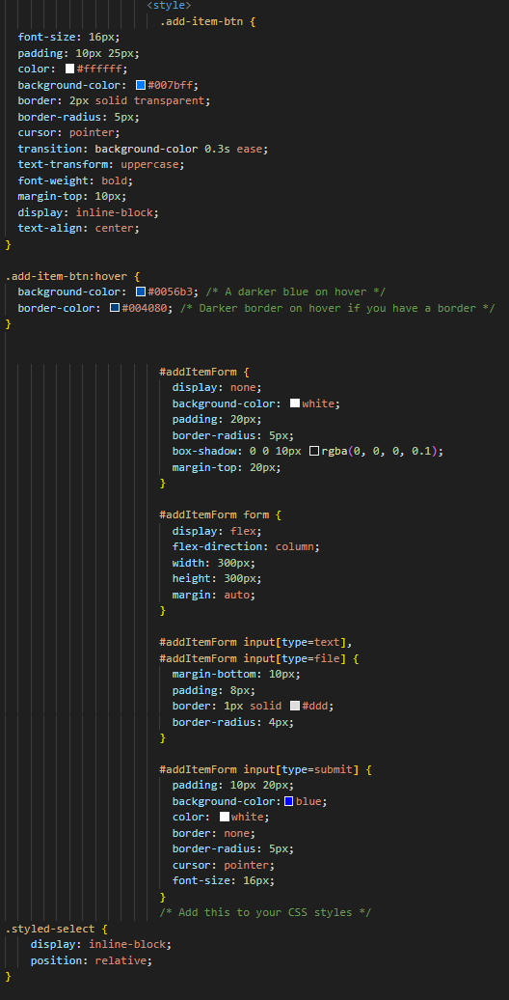 <style>
.add-item-btn {
font-size: 16px;
padding: 10px 25px;
color: #ffffff;
background-color: #007bff;
border: 2px solid transparent;
border-radius: 5px;
cursor: pointer;
transition: background-color 0.3s ease;
text-transform: uppercase;
font-weight: bold;
margin-top: 10px;
display: inline-block;
text-align: center;
}
.add-item-btn:hover {
background-color: #0056b3; /* A darker blue on hover */
border-color: #004080; /* Darker border on hover if you have a border */
}
#addItemForm {
display: none;
background-color: white;
padding: 20px;
border-radius: 5px;
box-shadow: 0 0 10px rgba(0, 0, 0, 0.1);
margin-top: 20px;
}
#addItemForm form {
display: flex;
flex-direction: column;
width: 300px;
height: 300px;
margin: auto;
}
#addItemForm input[type=text],
#addItemForm input[type=file] {
margin-bottom: 10px;
padding: 8px;
border: 1px solid #ddd;
border-radius: 4px;
}
#addItemForm input[type=submit] {
padding: 10px 20px;
background-color: blue;
color: white;
border: none;
border-radius: 5px;
cursor: pointer;
font-size: 16px;
}
/* Add this to your CSS styles */
.styled-select {
display: inline-block;
position: relative;
}